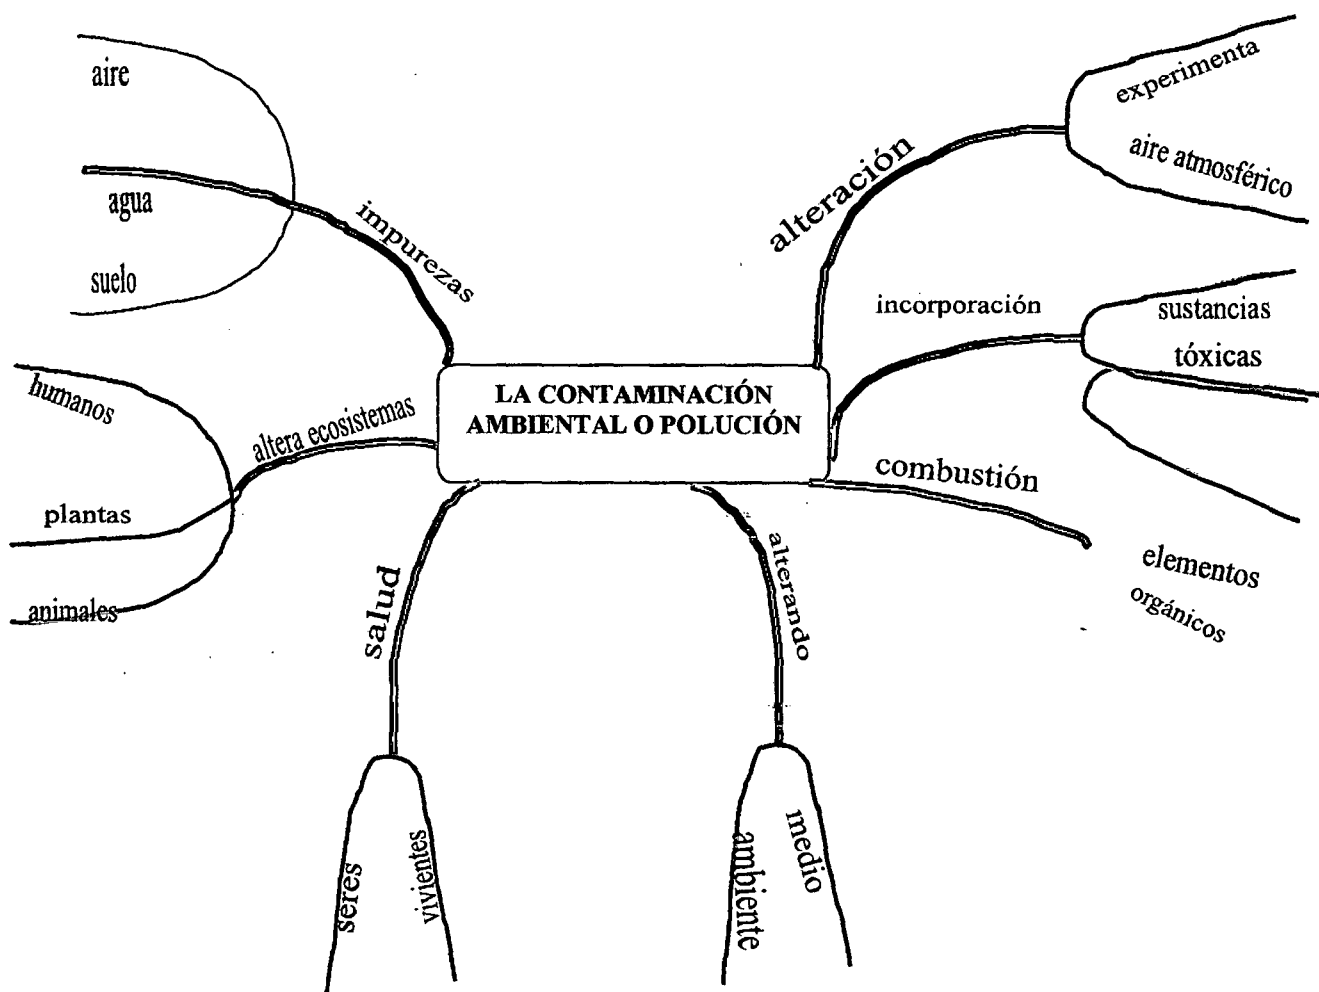 aire
agua
suelo
impurezas
alteración
experimenta
aire atmosférico
incorporación
sustancias
tóxicas
LA CONTAMINACIÓN
AMBIENTAL O POLUCIÓN
humanos
altera ecosistemas
plantas
animales
combustión
elementos
orgánicos
salud
seres
vivientes
alterando
medio
ambiente